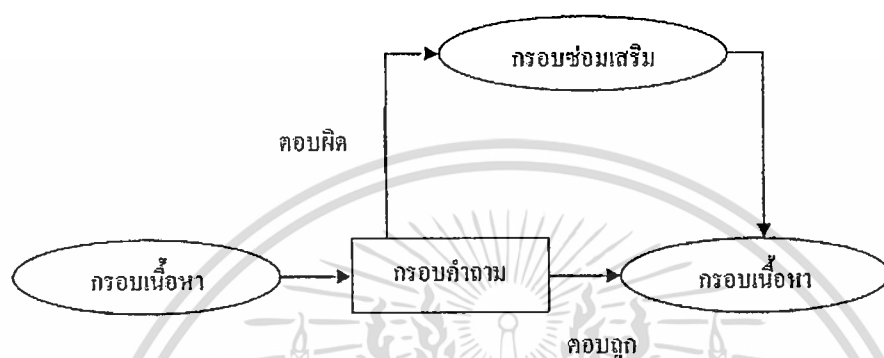 กรอบซ่อมเสริม
ตอบผิด
กรอบเนื้อหา
กรอบคำถาม
กรอบเนื้อหา
ตอบถูก